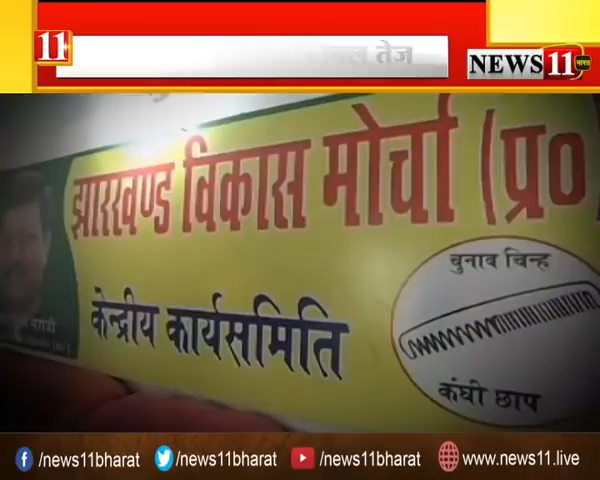 11
तेज
NEWS 11 भारत
झारखण्ड विकास मोर्चा (प्र०)
चुनाव चिन्ह
केन्द्रीय कार्यसमिति
कंघी छाप
/news11bharat
/news11bharat
/news11bharat
www.news11.live